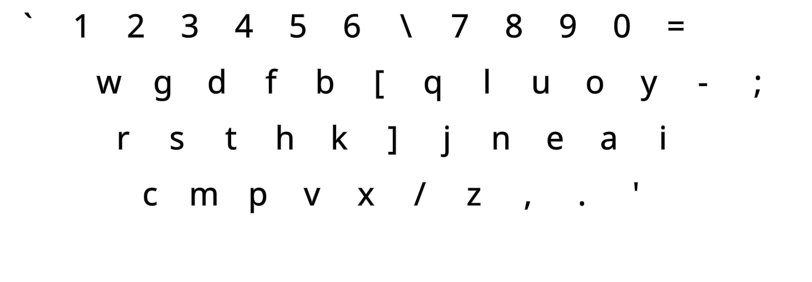 ` 1 2 3 4 5 6 \ 7 8 9 0 =
w g d f b [ q l u o y - ;
r s t h k ] j n e a i
c m p v x / z , . '